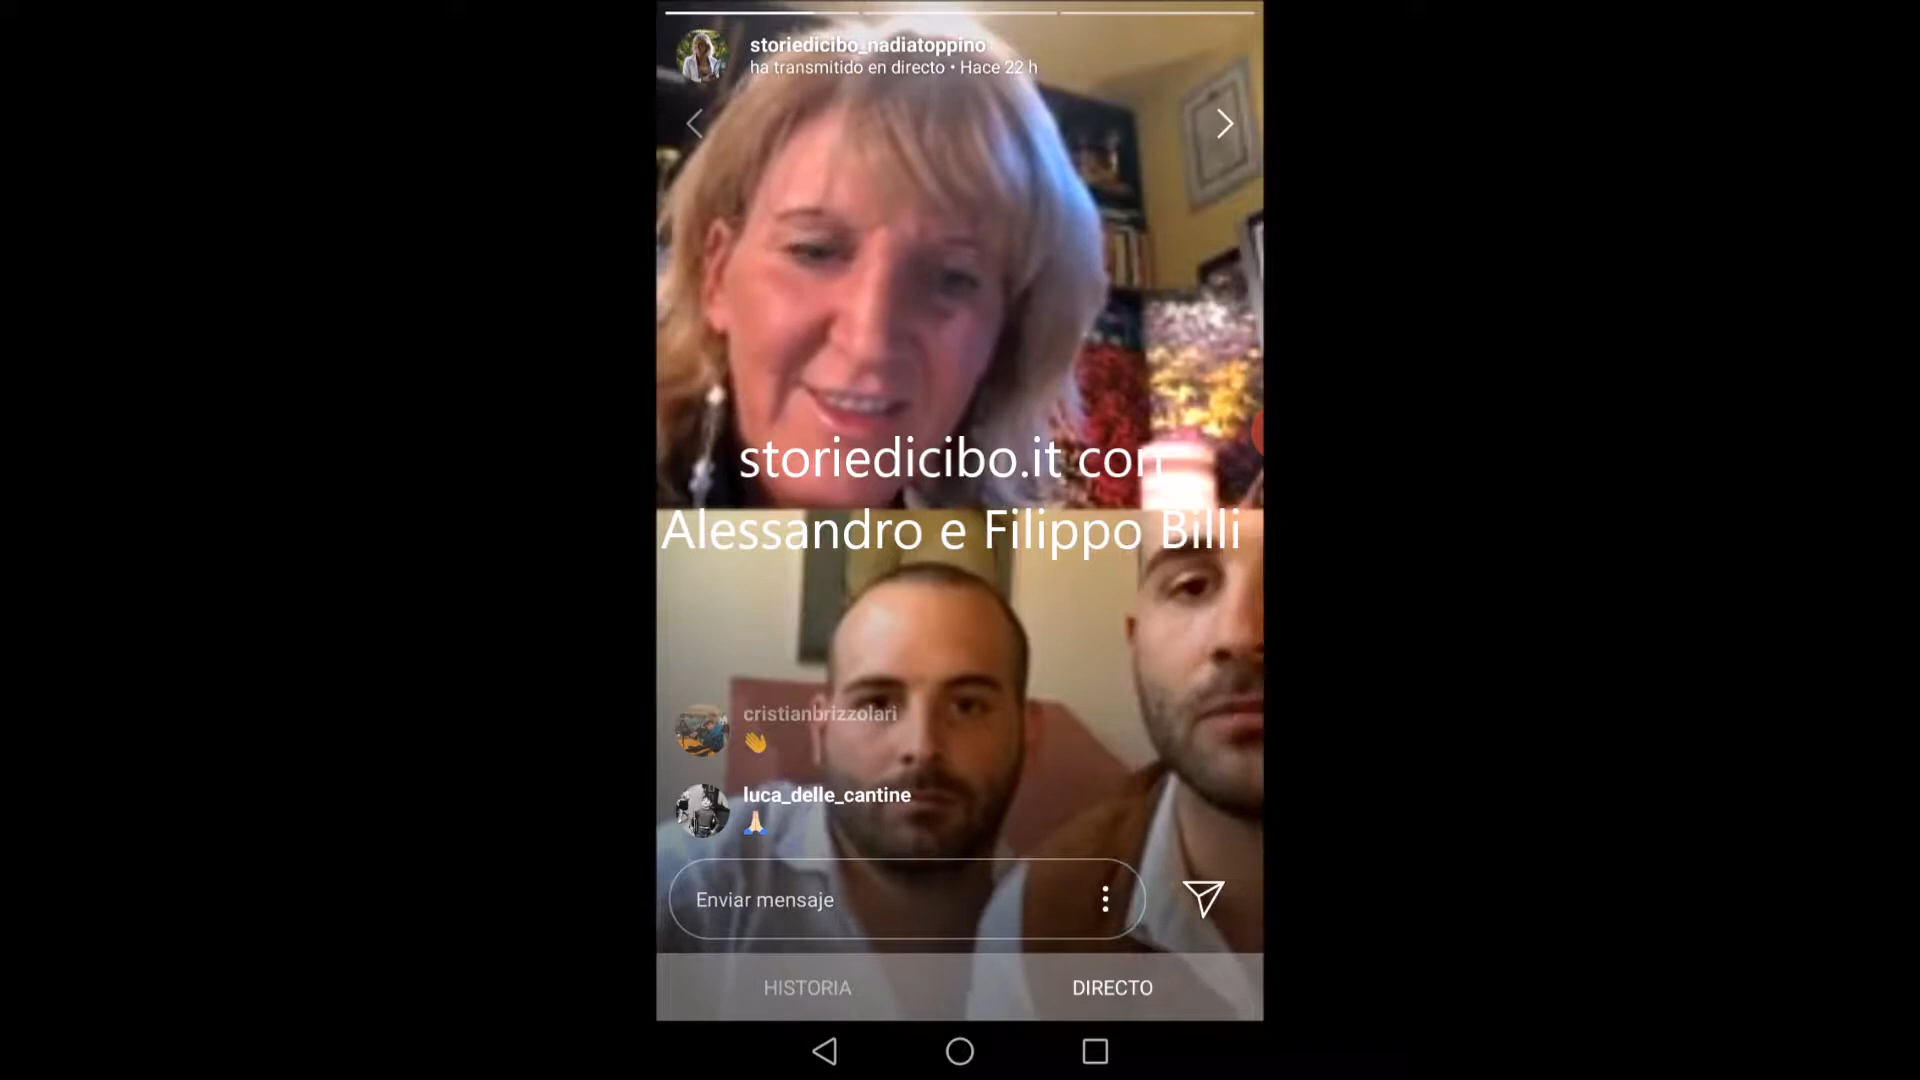 storiedicibo_nadiatoppino
ha transmitido en directo • Hace 22 h
storiedicibo.it con
Alessandro e Filippo Billi
cristianbrizzolari
👋
luca_delle_cantine
🙏🏻
Enviar mensaje
HISTORIA
DIRECTO